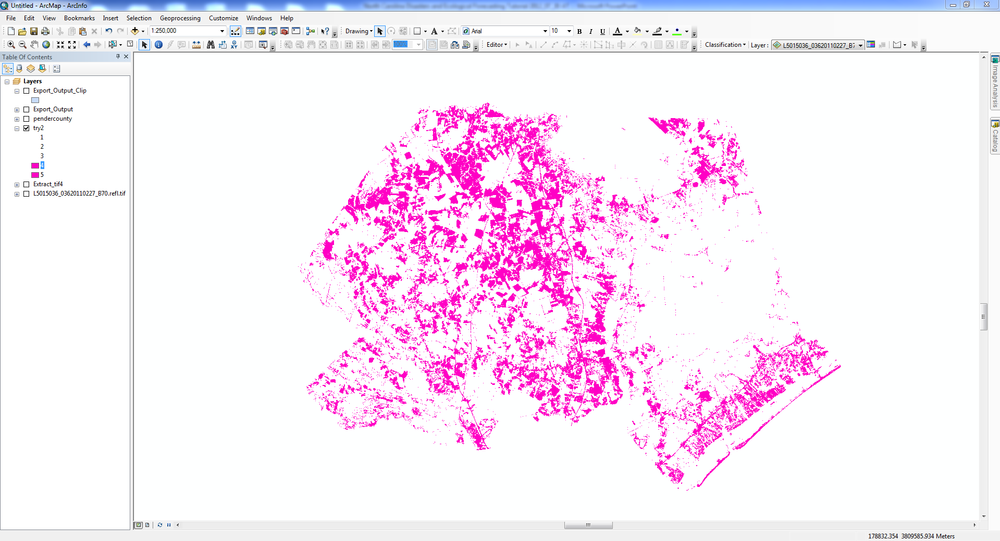 Untitled - ArcMap - ArcInfo
File Edit View Bookmarks Insert Selection Geoprocessing Customize Windows Help
1:250,000 Drawing Arial 10 B I U A
100% Editor Classification Layer: L5015036_03620110227_B7
Table Of Contents
Layers
Export_Output_Clip
Export_Output
pendercounty
try2
1
2
3
4
5
Extract_tif4
L5015036_03620110227_B70.refl.tif
Image Analysis
Catalog
178832.354 3809585.934 Meters